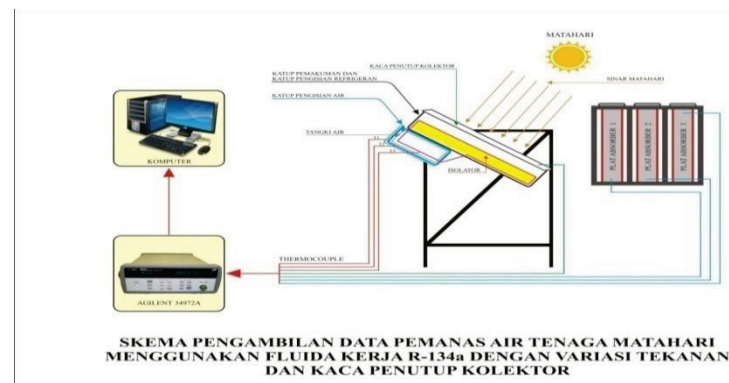 MATAHARI
KACA PENUTUP KOLEKTOR
KATUP PEMAKUMAN DAN
KATUP PENGISIAN REFRIGERAN
SINAR MATAHARI
KATUP PENGISIAN AIR
TANGKI AIR
KOMPUTER
ISOLATOR
PLAT ABSORBER 1
PLAT ABSORBER 2
PLAT ABSORBER 3
THERMOCOUPLE
AGILENT 34972A
SKEMA PENGAMBILAN DATA PEMANAS AIR TENAGA MATAHARI
MENGGUNAKAN FLUIDA KERJA R-134a DENGAN VARIASI TEKANAN
DAN KACA PENUTUP KOLEKTOR